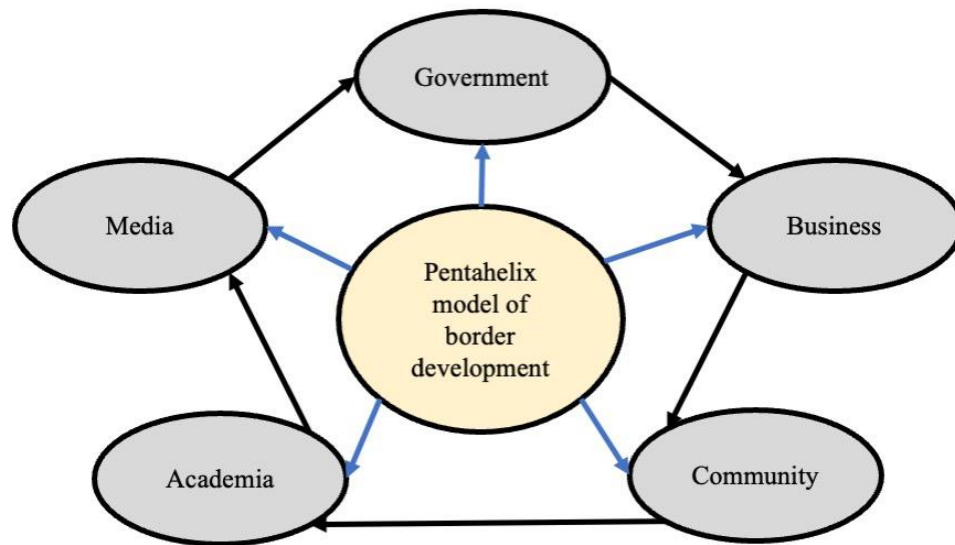 Government
Media
Business
Pentahelix
model of
border
development
Academia
Community